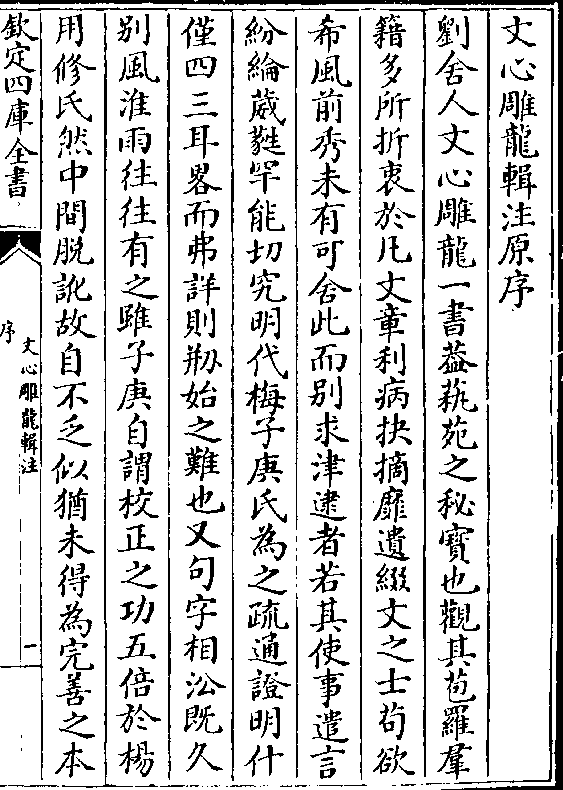 文心雕龍輯注原序
劉舍人文心雕龍一書葢蓺苑之秘寳也觀其苞羅羣
籍多所折衷於凡文章利病抉摘靡遺綴文之士苟欲
希風前秀未有可舍此而别求津逮者若其使事遣言
紛綸葳蕤罕能切究明代梅子庚氏為之疏通證明什
僅四三耳畧而弗詳則剙始之難也又句字相沿既久
别風淮雨往往有之雖子庚自謂校正之功五倍於楊
用修氏然中間脱訛故自不乏似猶未得為完善之本
欽定四庫全書
文心雕龍輯注
序
一